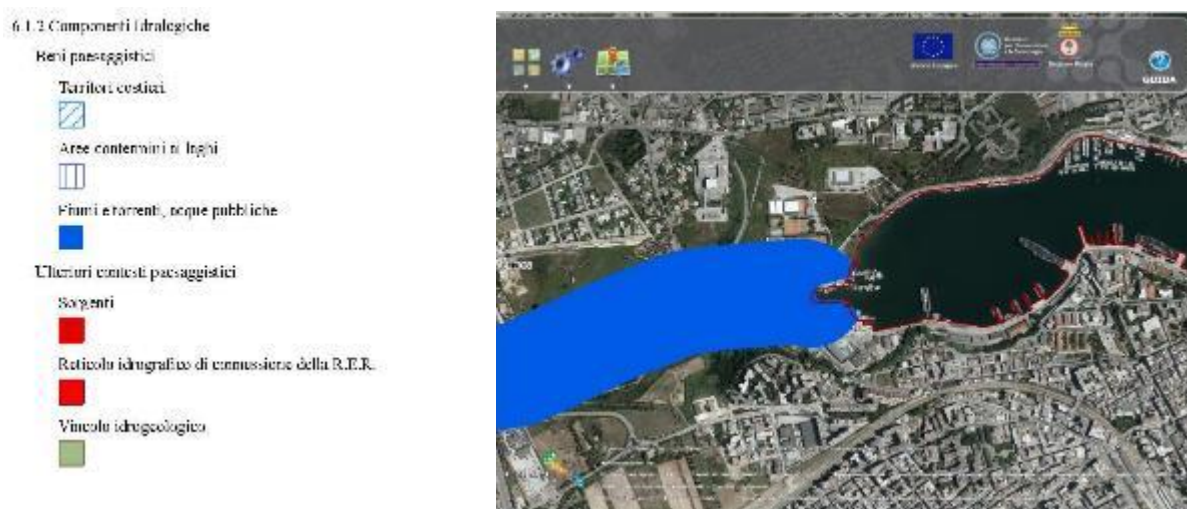 6.1.2 Componenti idrologiche
Beni paesaggistici
Territori costieri
Aree contermini ai laghi
Fiumi e torrenti, acque pubbliche
Ulteriori contesti paesaggistici
Sorgenti
Reticolo idrografico di connessione della R.E.R.
Vincolo idrogeologico
GUIDA